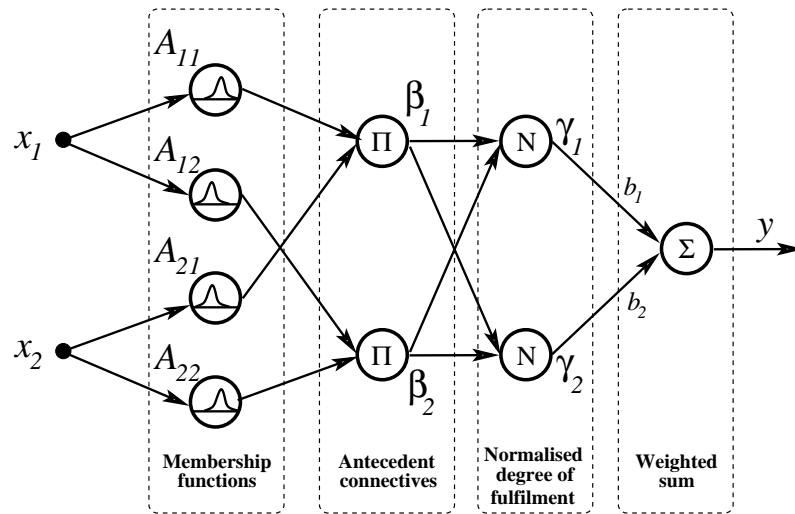 A11
x1
A12
A21
x2
A22
Π
β1
Π
β2
N
γ1
N
γ2
b1
b2
Σ
y
Membership
functions
Antecedent
connectives
Normalised
degree of
fulfilment
Weighted
sum